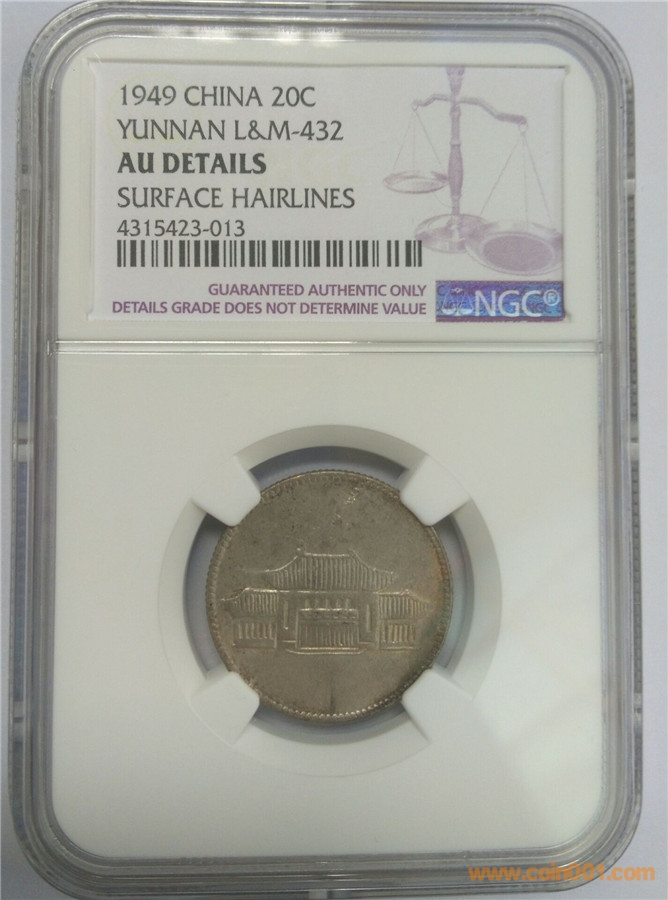 1949 CHINA 20C
YUNNAN L&M-432
AU DETAILS
SURFACE HAIRLINES
4315423-013
GUARANTEED AUTHENTIC ONLY
DETAILS GRADE DOES NOT DETERMINE VALUE
NGC®
www.coin001.com